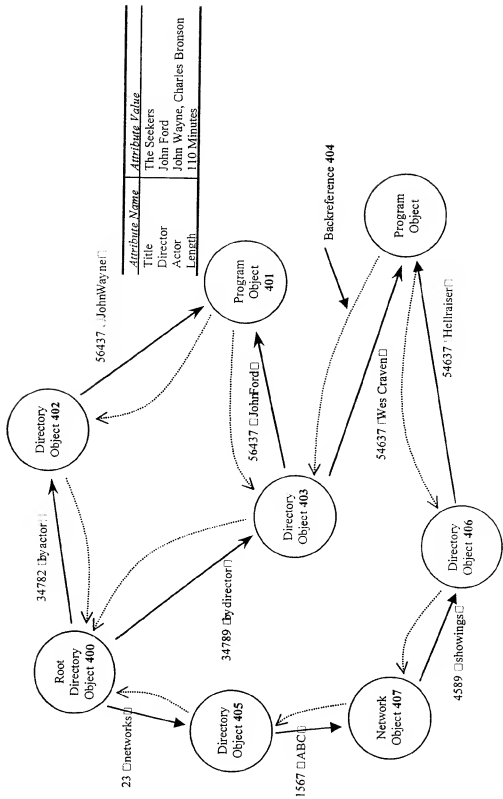 Attribute Name Attribute Value
Title The Seekers
Director John Ford
Actor John Wayne, Charles Bronson
Length 110 Minutes
56437 JohnWayne□
Directory
Object 402
Program
Object
401
34782 □byactor□
56437 □JohnFord□
Backreference 404
Root
Directory
Object 400
34789 □bydirector□
Directory
Object 403
Program
Object
54637 □Wes Craven□
23 □networks□
Directory
Object 405
54637 Hellraiser□
1567 □ABC□
Network
Object 407
Directory
Object 406
4589 □showings□